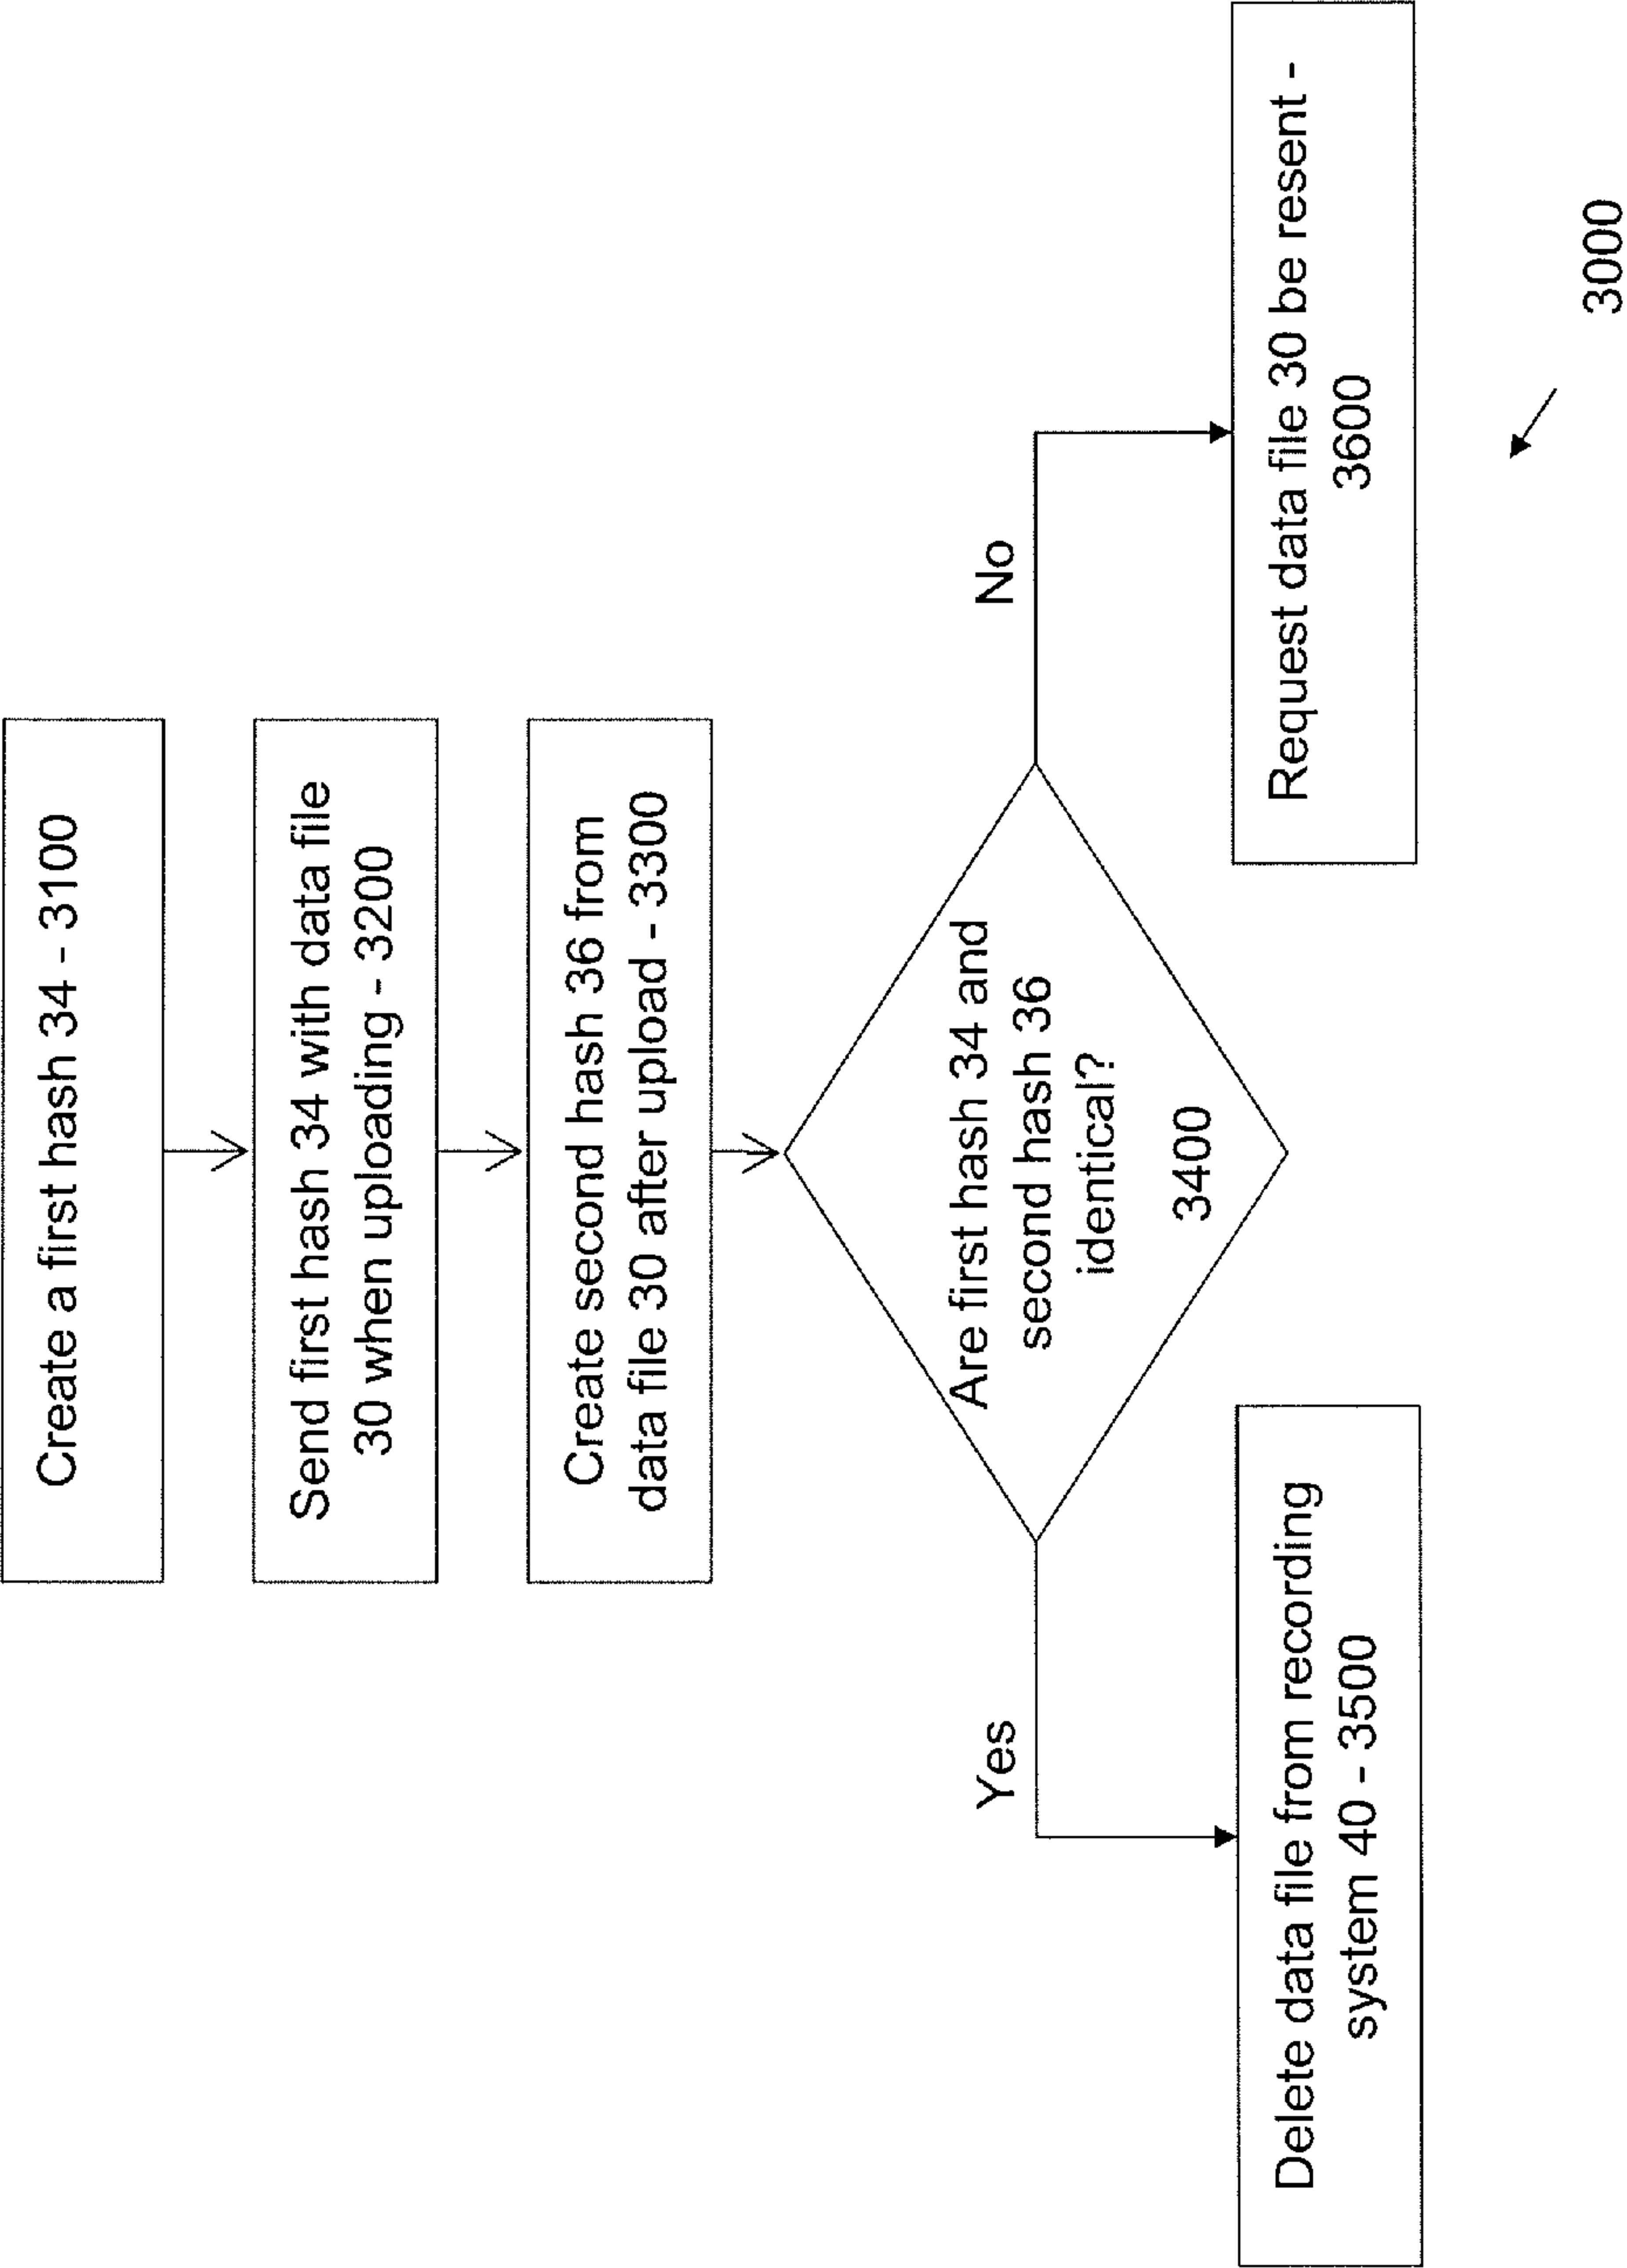 Create a first hash 34 - 3100
Send first hash 34 with data file
30 when uploading - 3200
Create second hash 36 from
data file 30 after upload - 3300
Are first hash 34 and
second hash 36
identical?
3400
Yes
No
Delete data file from recording
system 40 - 3500
Request data file 30 be resent -
3600
3000